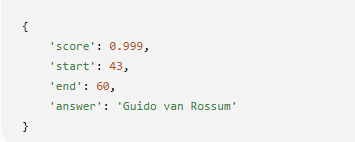 {
    'score': 0.999,
    'start': 43,
    'end': 60,
    'answer': 'Guido van Rossum'
}